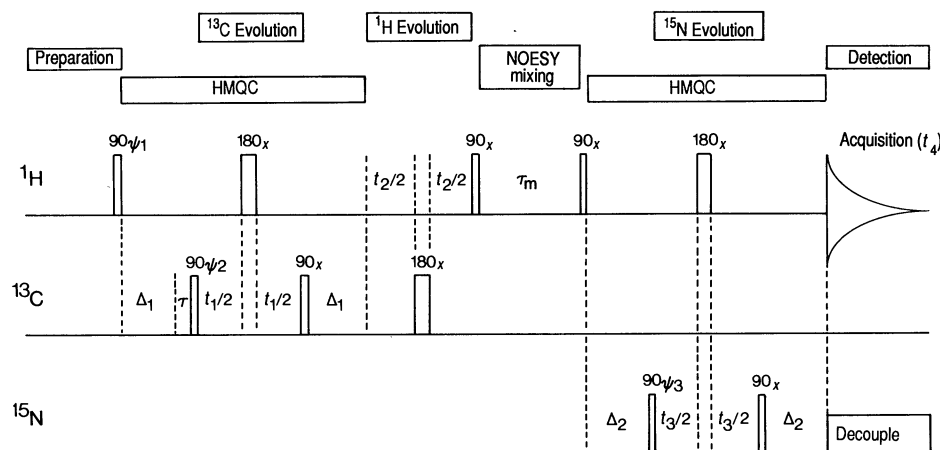 ¹³C Evolution ¹H Evolution ¹⁵N Evolution
Preparation NOESY mixing Detection
HMQC HMQC
90ψ₁ 180ₓ 90ₓ 90ₓ 180ₓ Acquisition (t₄)
¹H t₂/2 t₂/2 τₘ
90ψ₂ 90ₓ 180ₓ
¹³C Δ₁ τ t₁/2 t₁/2 Δ₁
90ψ₃ 90ₓ
¹⁵N Δ₂ t₃/2 t₃/2 Δ₂ Decouple